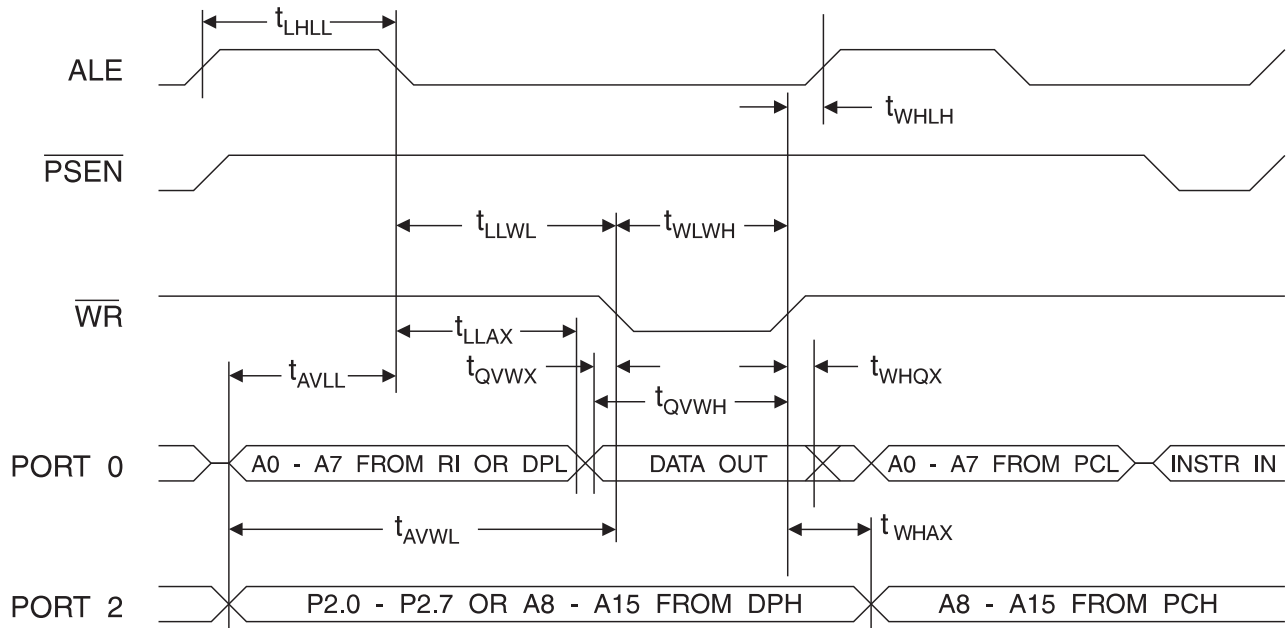 tLHLL
ALE
tWHLH
PSEN
tLLWL
tWLWH
WR
tLLAX
tAVLL
tQVWX
tWHQX
tQVWH
PORT 0
A0 - A7 FROM RI OR DPL
DATA OUT
A0 - A7 FROM PCL
INSTR IN
tAVWL
tWHAX
PORT 2
P2.0 - P2.7 OR A8 - A15 FROM DPH
A8 - A15 FROM PCH